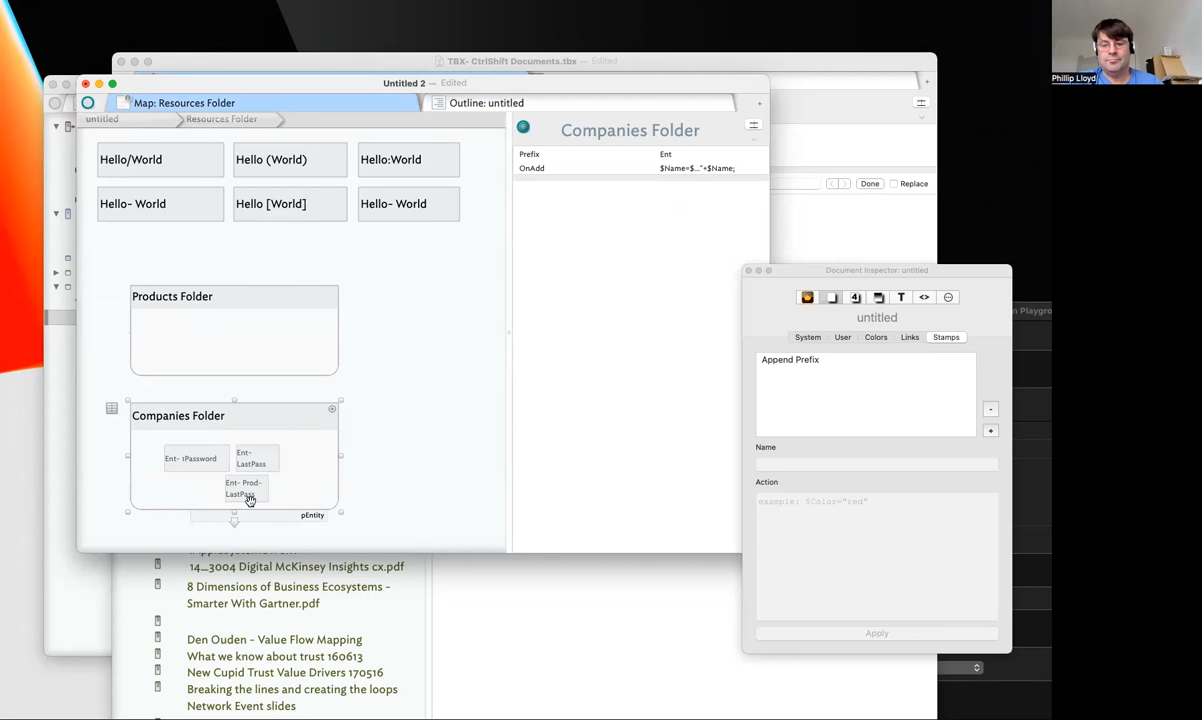 TBX- CtrlShift Documents.tbx — Edited
Untitled 2 — Edited
Map: Resources Folder
Outline: untitled
untitled
Resources Folder
Hello/World
Hello (World)
Hello:World
Hello- World
Hello [World]
Hello- World
Products Folder
Companies Folder
Ent- 1Password
Ent-
LastPass
Ent- Prod-
LastPass
pEntity
Companies Folder
Prefix
Ent
OnAdd
$Name=$..."+$Name;
Done
Replace
Document Inspector: untitled
untitled
System
User
Colors
Links
Stamps
Append Prefix
-
+
Name
Action
example: $Color="red"
Apply
14_3004 Digital McKinsey Insights cx.pdf
8 Dimensions of Business Ecosystems -
Smarter With Gartner.pdf
Den Ouden - Value Flow Mapping
What we know about trust 160613
New Cupid Trust Value Drivers 170516
Breaking the lines and creating the loops
Network Event slides
n Playgroun
Phillip Lloyd